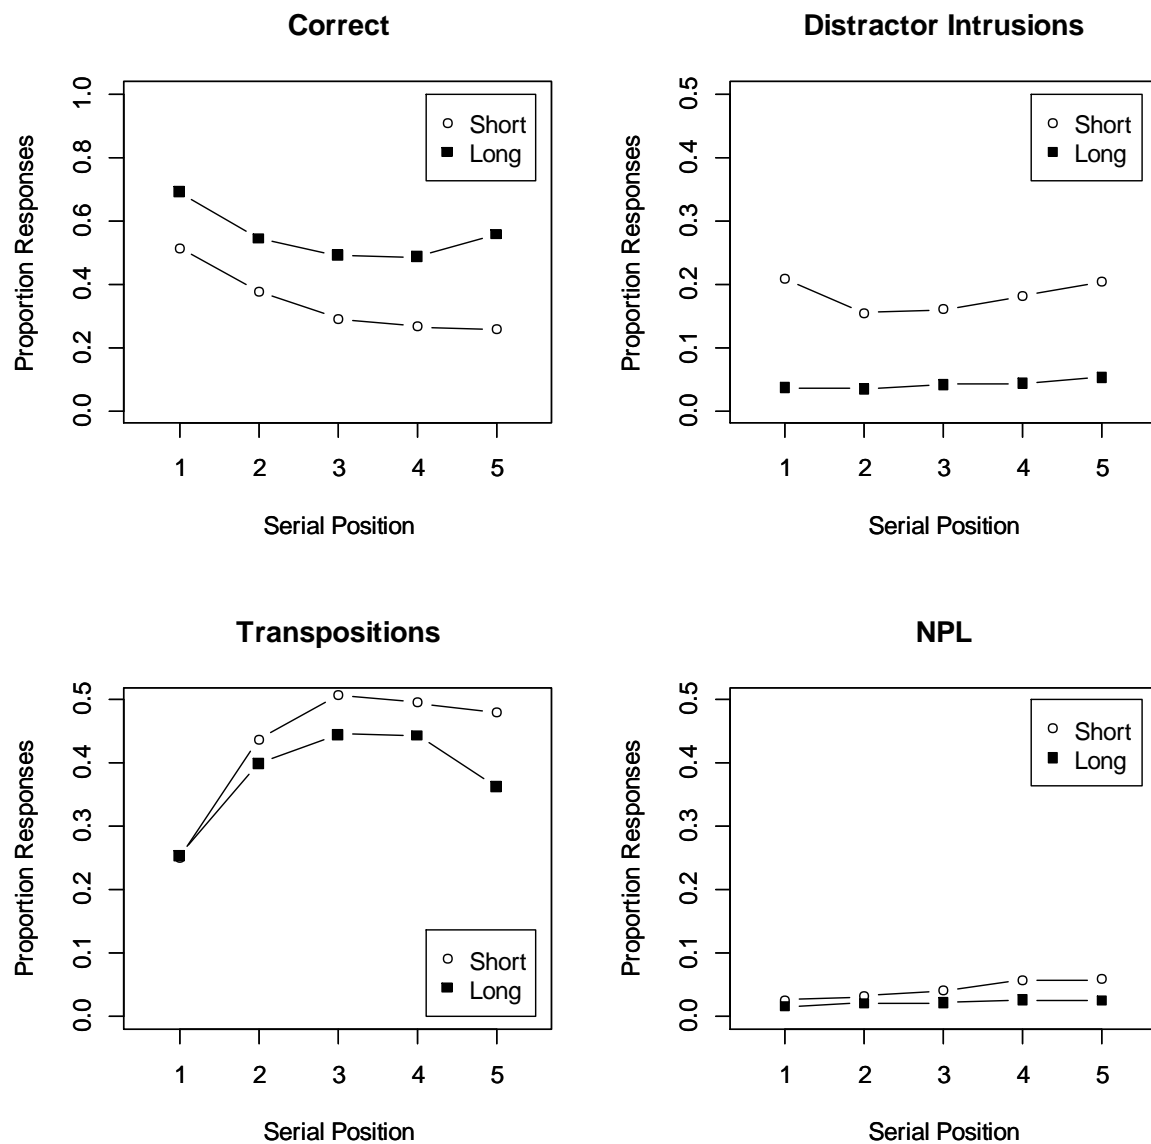 Correct
Proportion Responses
0.0 0.2 0.4 0.6 0.8 1.0
Short
Long
1 2 3 4 5
Serial Position
Distractor Intrusions
Proportion Responses
0.0 0.1 0.2 0.3 0.4 0.5
Short
Long
1 2 3 4 5
Serial Position
Transpositions
Proportion Responses
0.0 0.1 0.2 0.3 0.4 0.5
Short
Long
1 2 3 4 5
Serial Position
NPL
Proportion Responses
0.0 0.1 0.2 0.3 0.4 0.5
Short
Long
1 2 3 4 5
Serial Position